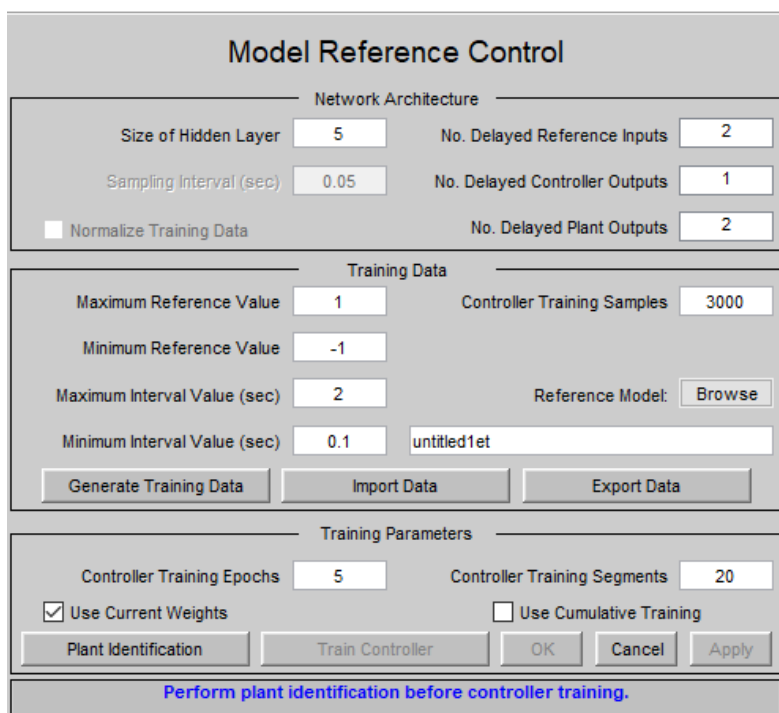 Model Reference Control
Network Architecture
Size of Hidden Layer 5 No. Delayed Reference Inputs 2
Sampling Interval (sec) 0.05 No. Delayed Controller Outputs 1
Normalize Training Data No. Delayed Plant Outputs 2
Training Data
Maximum Reference Value 1 Controller Training Samples 3000
Minimum Reference Value -1
Maximum Interval Value (sec) 2 Reference Model: Browse
Minimum Interval Value (sec) 0.1 untitled1et
Generate Training Data Import Data Export Data
Training Parameters
Controller Training Epochs 5 Controller Training Segments 20
Use Current Weights Use Cumulative Training
Plant Identification Train Controller OK Cancel Apply
Perform plant identification before controller training.